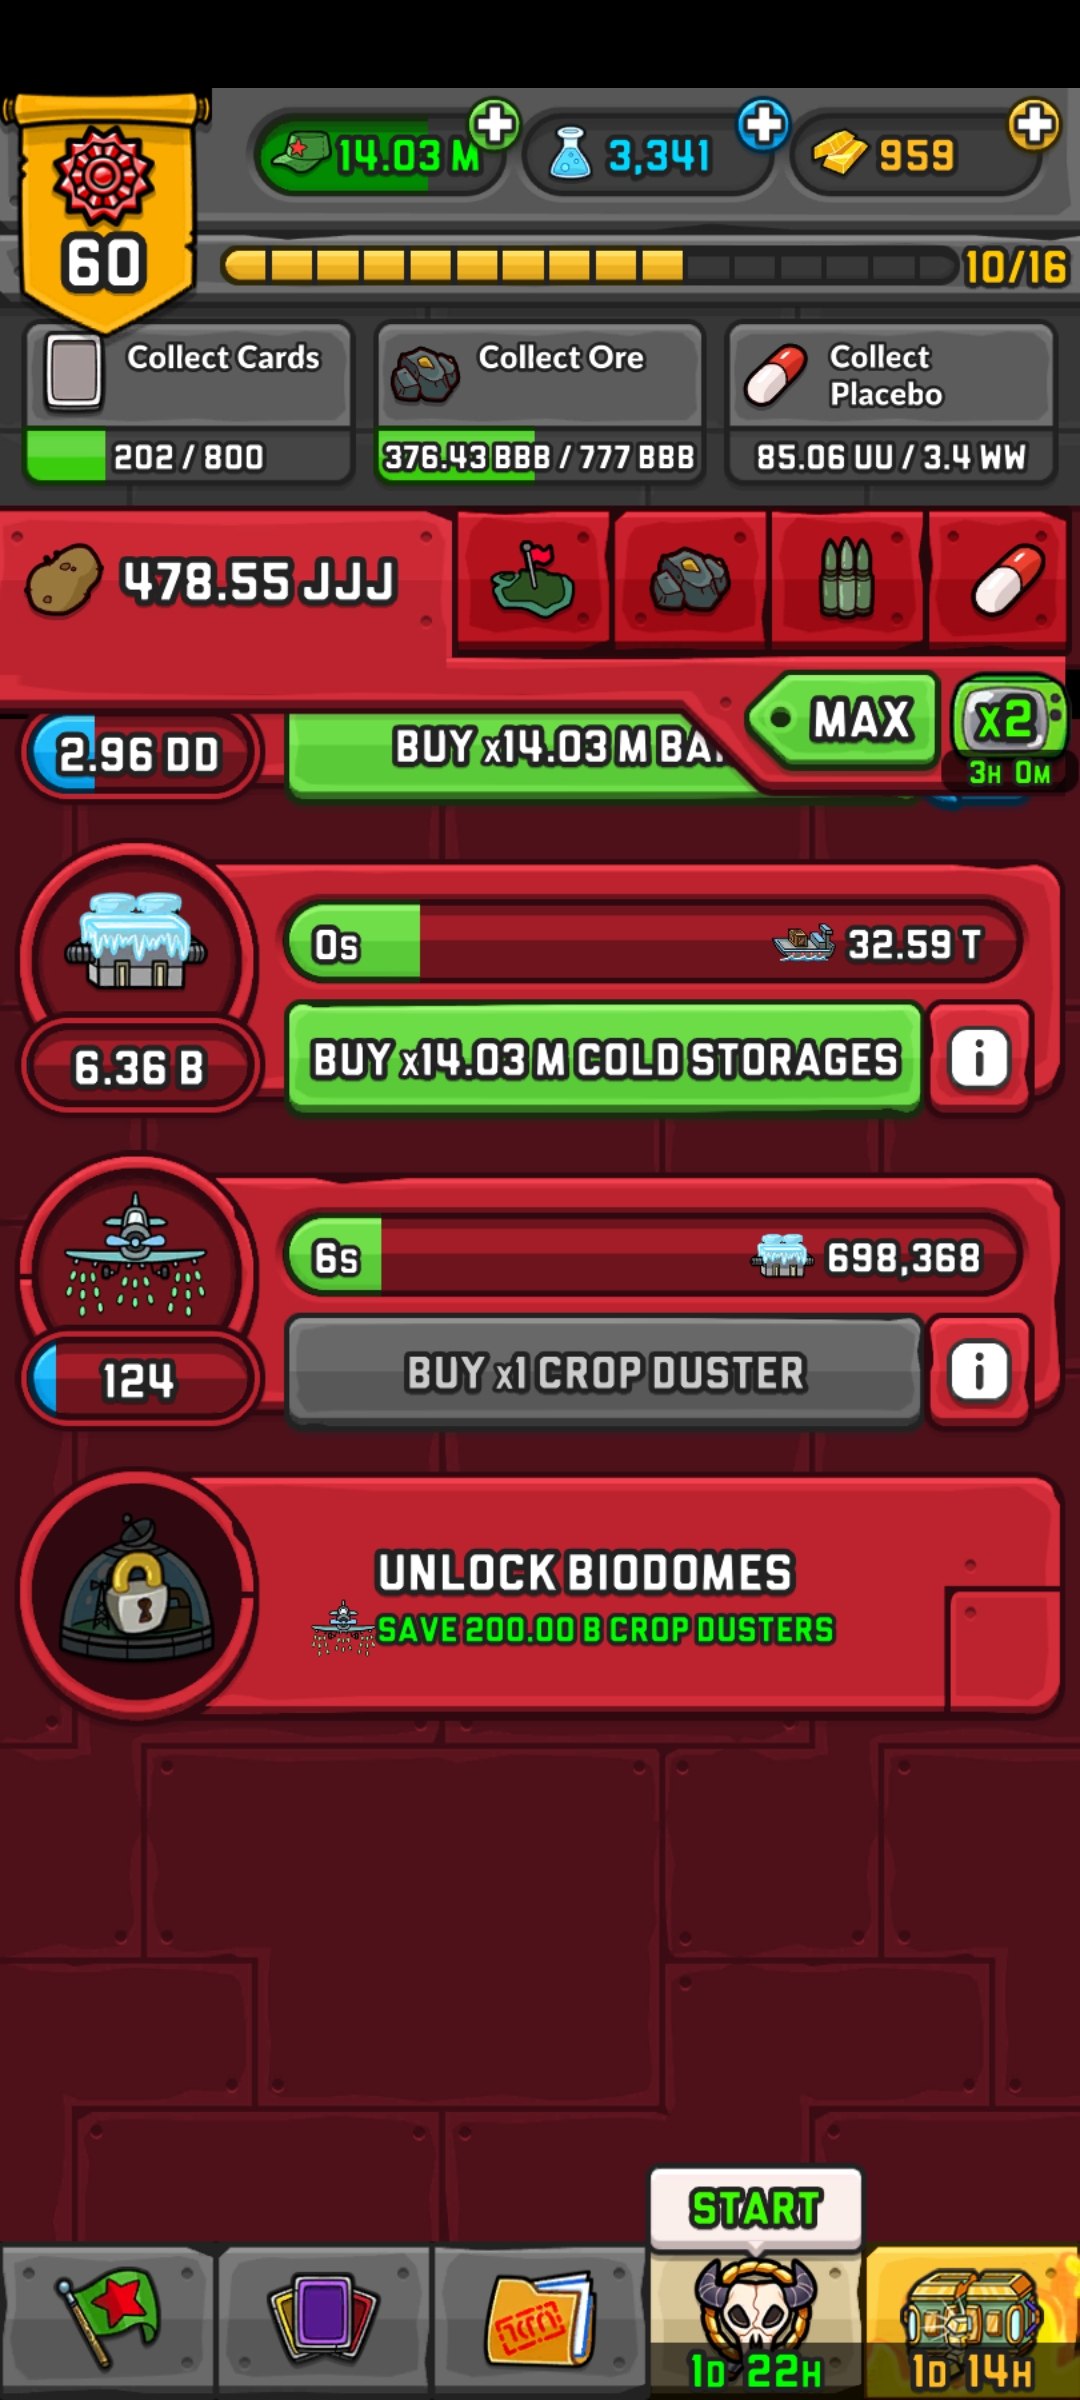 14.03 M
3,341
959
60
10/16
Collect Cards
202 / 800
Collect Ore
376.43 BBB / 777 BBB
Collect
Placebo
85.06 UU / 3.4 WW
478.55 JJJ
MAX
x2
3H 0M
2.96 DD
BUY x14.03 M BA
0s
32.59 T
6.36 B
BUY x14.03 M COLD STORAGES
i
6s
698,368
124
BUY x1 CROP DUSTER
i
UNLOCK BIODOMES
SAVE 200.00 B CROP DUSTERS
START
1D 22H
1D 14H